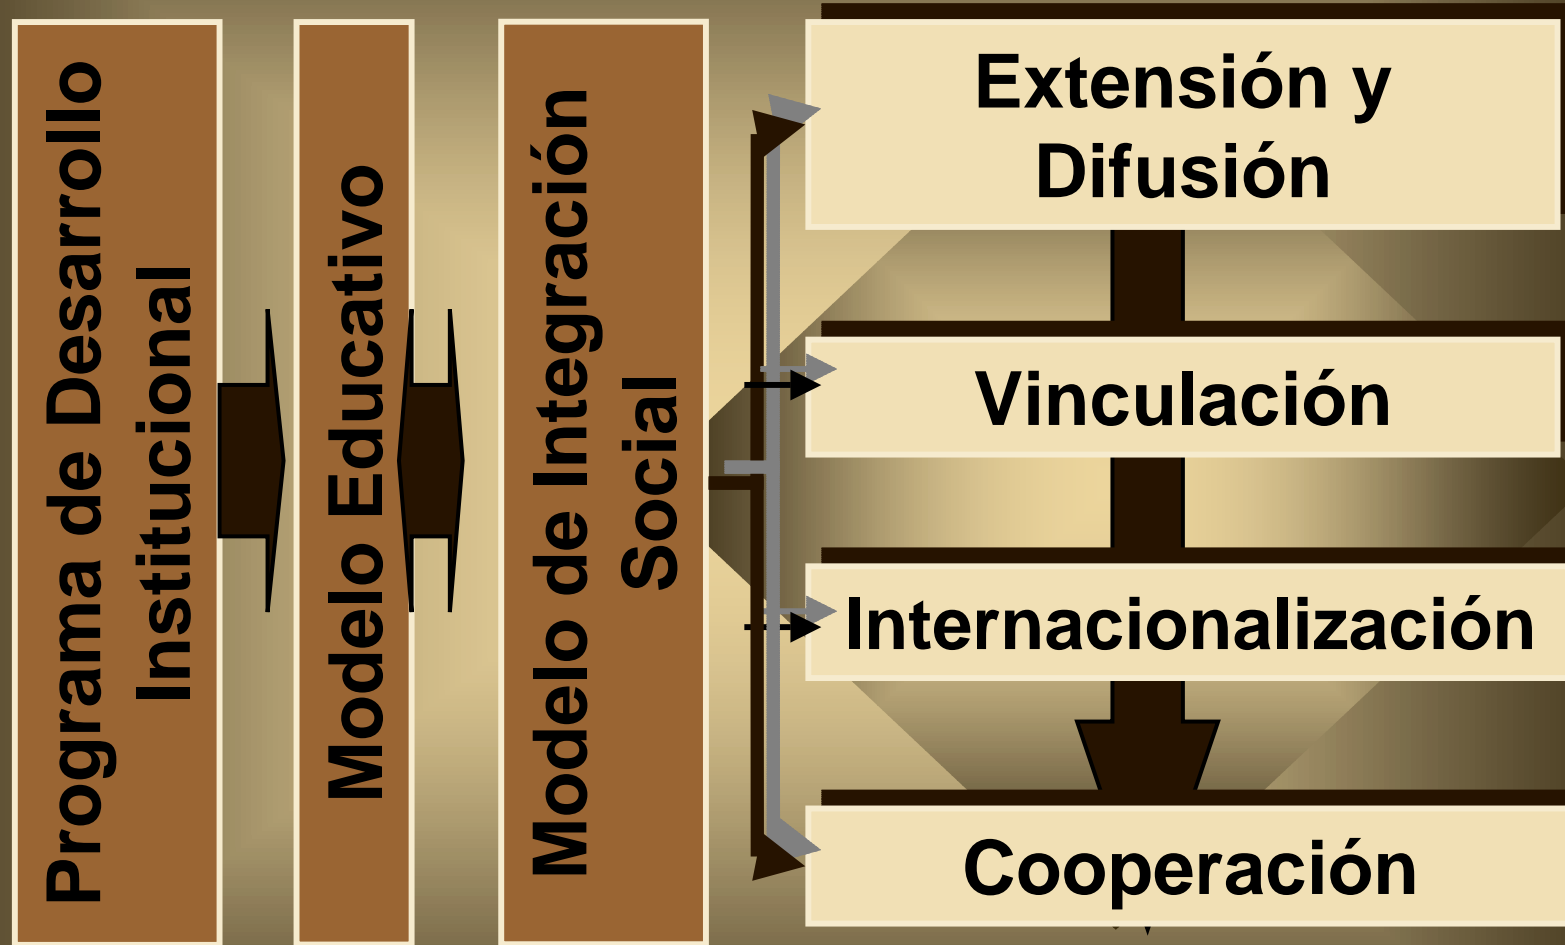 Programa de Desarrollo
Institucional
Modelo Educativo
Modelo de Integración
Social
Extensión y
Difusión
Vinculación
Internacionalización
Cooperación